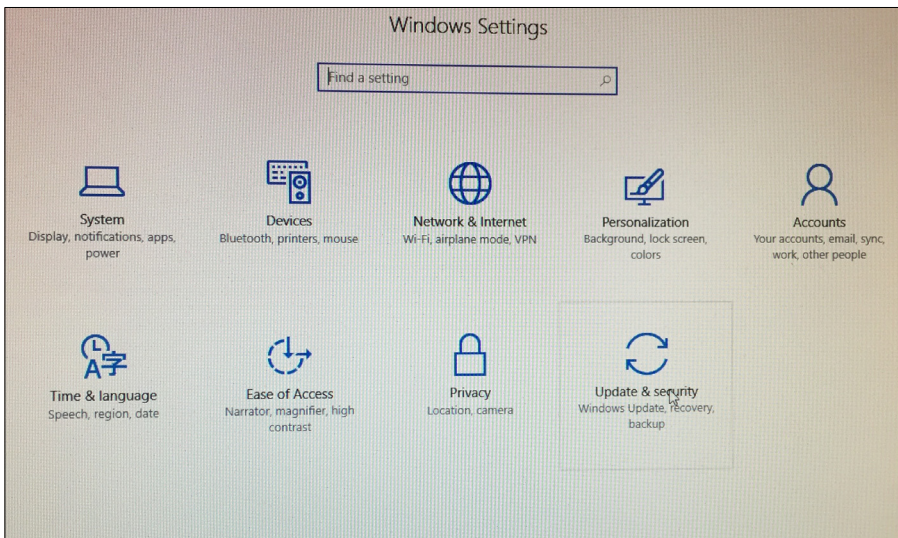 Windows Settings
Find a setting
System
Display, notifications, apps,
power
Devices
Bluetooth, printers, mouse
Network & Internet
Wi-Fi, airplane mode, VPN
Personalization
Background, lock screen,
colors
Accounts
Your accounts, email, sync,
work, other people
A字
Time & language
Speech, region, date
Ease of Access
Narrator, magnifier, high
contrast
Privacy
Location, camera
Update & security
Windows Update, recovery,
backup